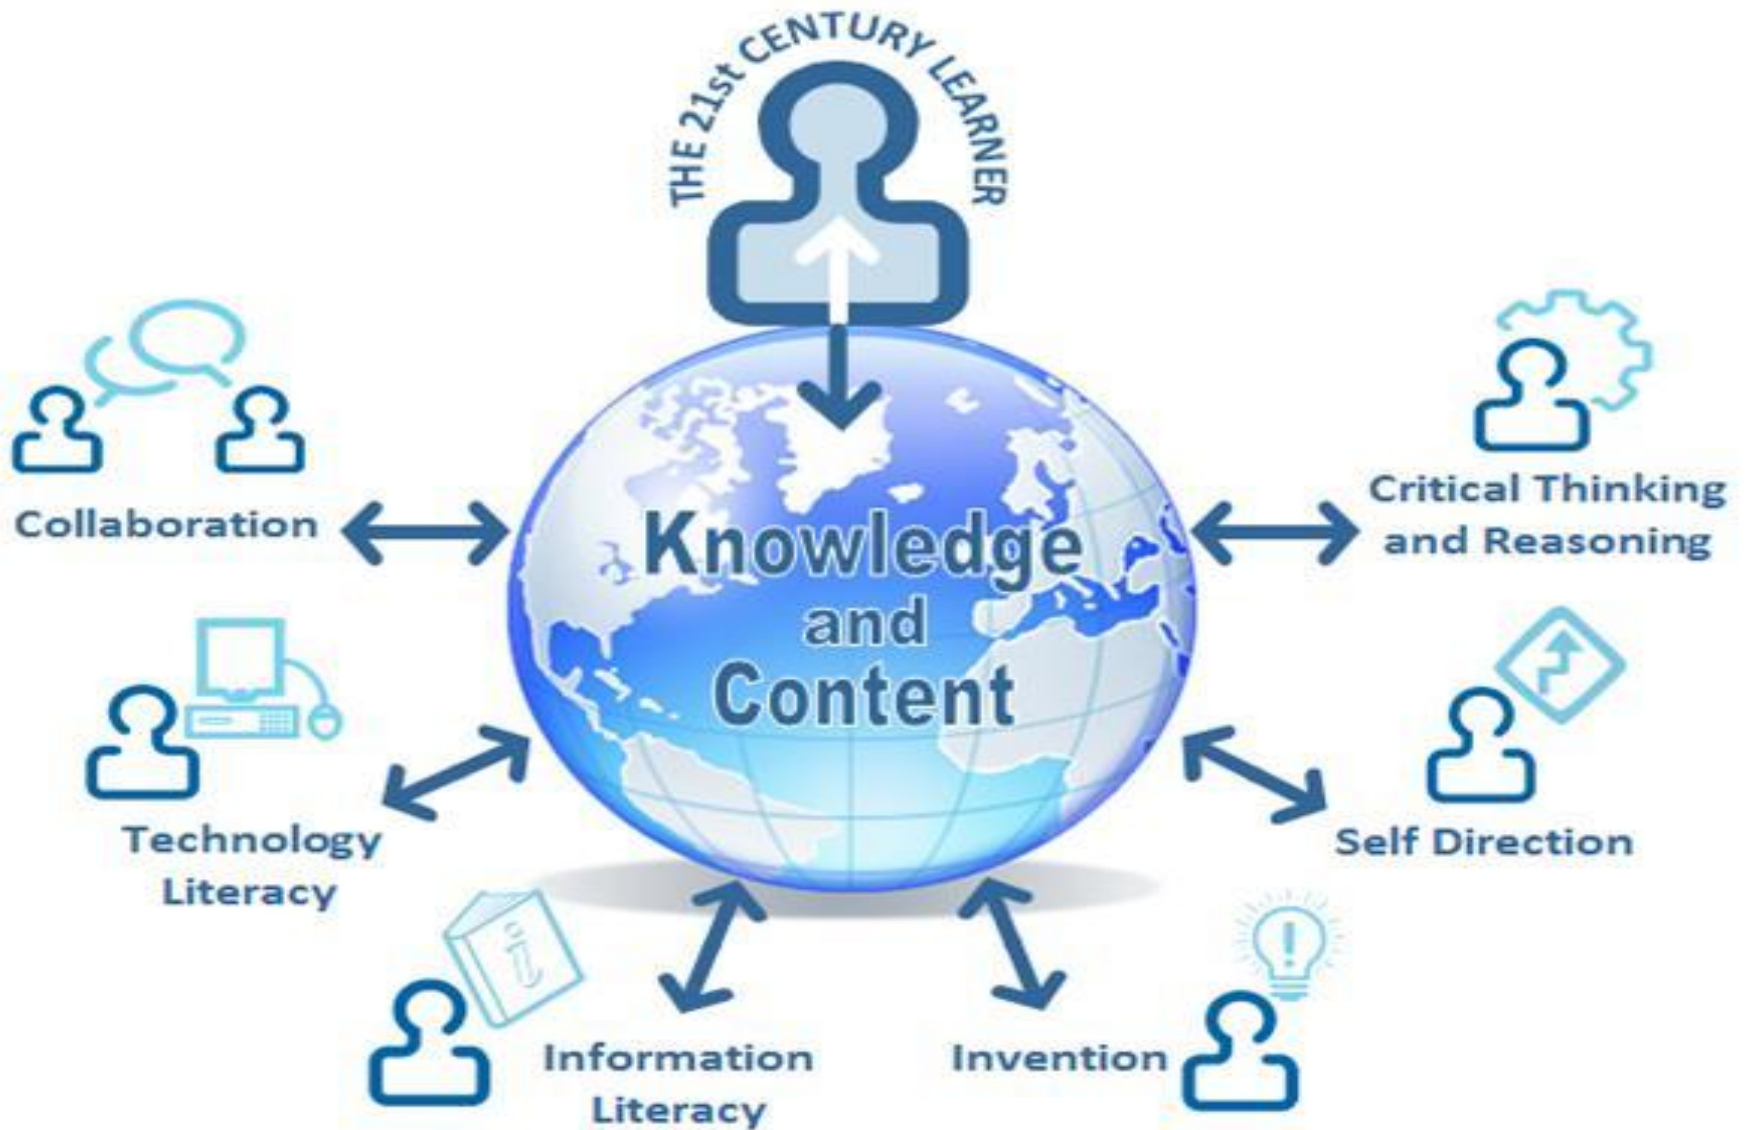 THE 21st CENTURY LEARNER
Collaboration
Critical Thinking
and Reasoning
Knowledge
and
Content
Technology
Literacy
Self Direction
i
Information
Literacy
Invention
!